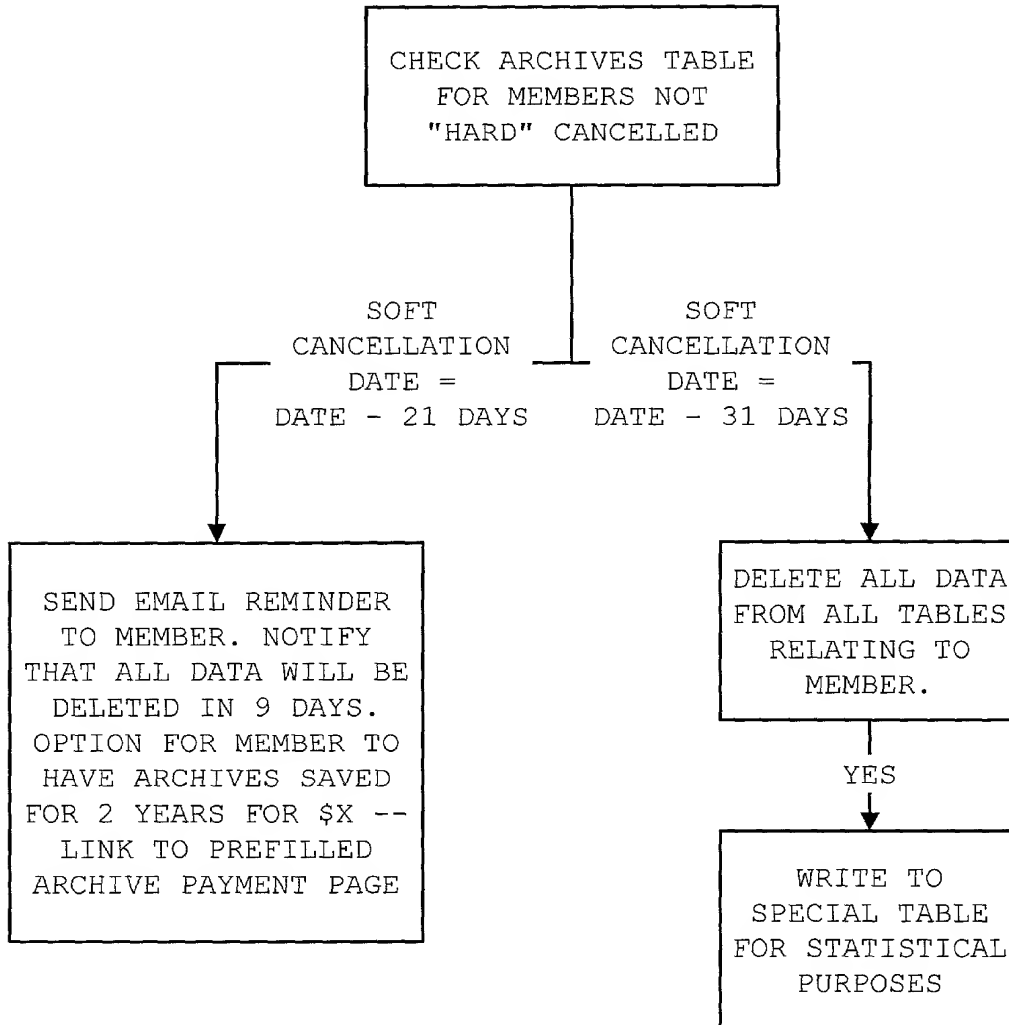 CHECK ARCHIVES TABLE
FOR MEMBERS NOT
"HARD" CANCELLED
SOFT
CANCELLATION
DATE =
DATE - 21 DAYS
SOFT
CANCELLATION
DATE =
DATE - 31 DAYS
SEND EMAIL REMINDER
TO MEMBER. NOTIFY
THAT ALL DATA WILL BE
DELETED IN 9 DAYS.
OPTION FOR MEMBER TO
HAVE ARCHIVES SAVED
FOR 2 YEARS FOR $X --
LINK TO PREFILLED
ARCHIVE PAYMENT PAGE
DELETE ALL DATA
FROM ALL TABLES
RELATING TO
MEMBER.
YES
WRITE TO
SPECIAL TABLE
FOR STATISTICAL
PURPOSES